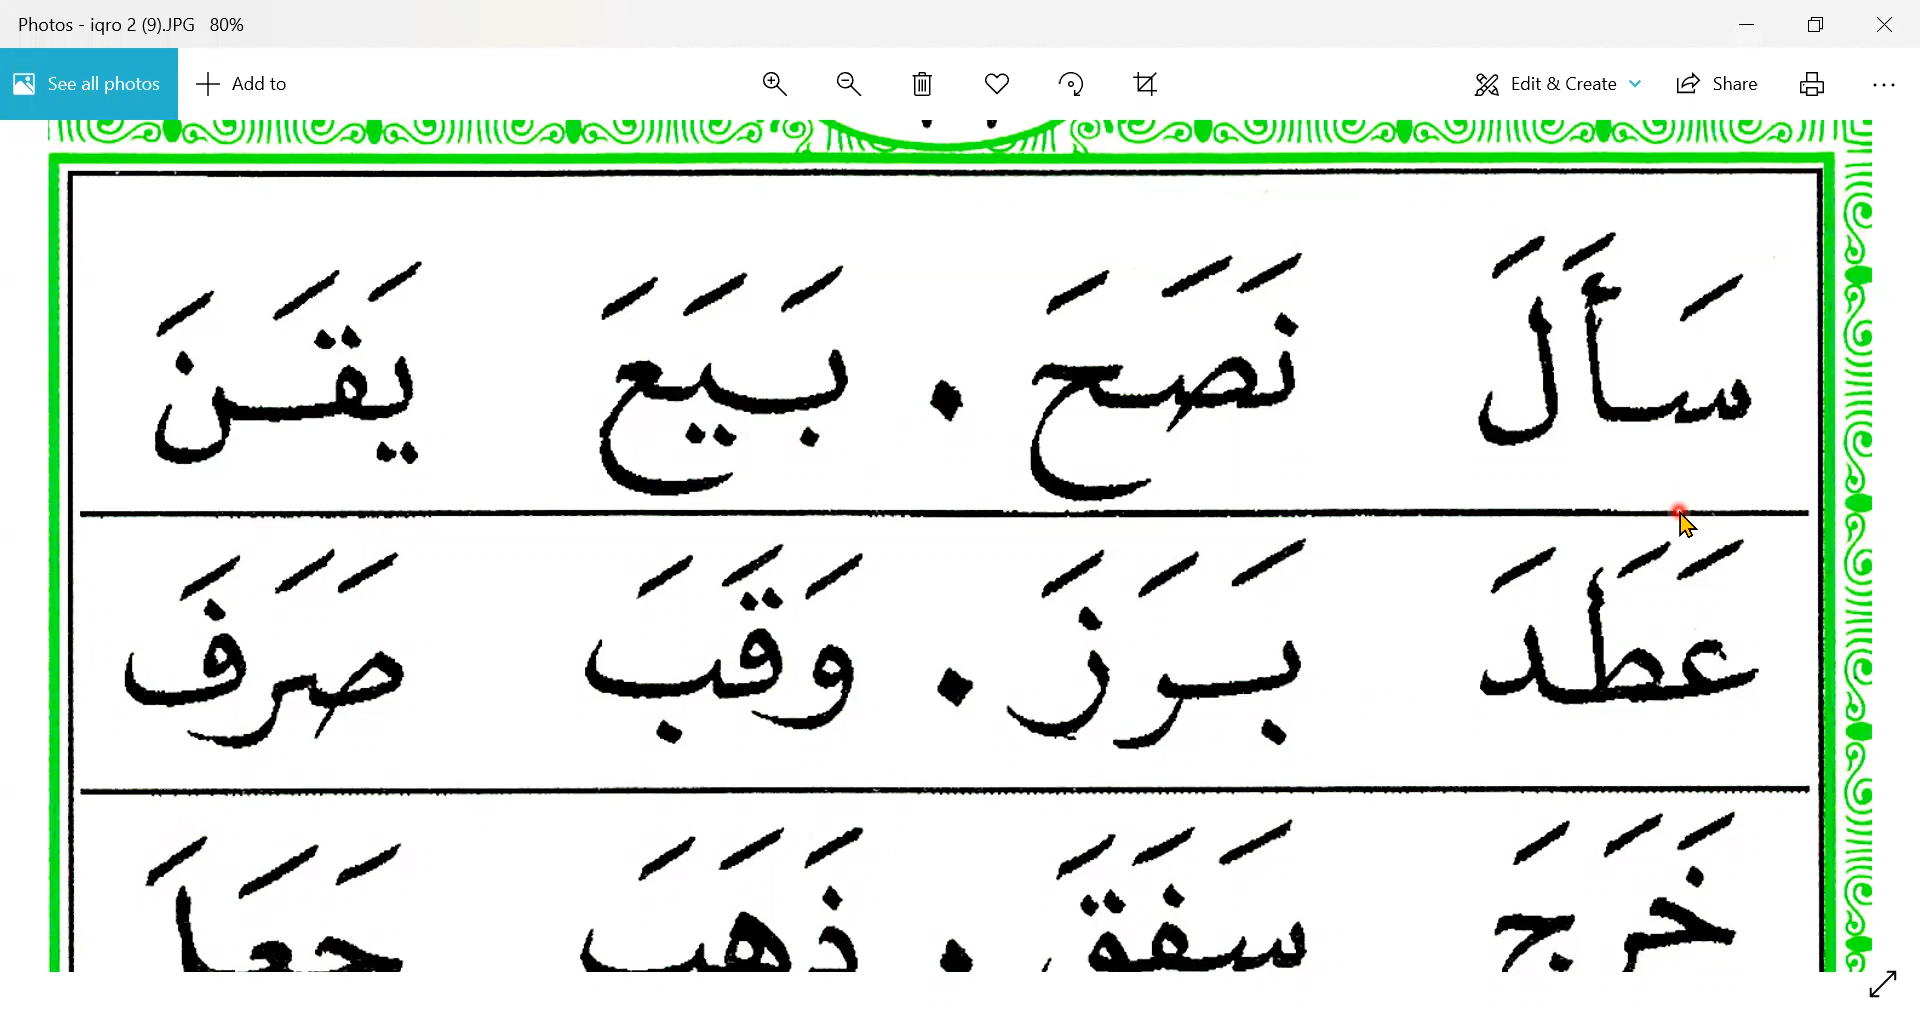 Photos - iqro 2 (9).JPG 80%
See all photos Add to Edit & Create Share
سَأَلَ نَصَحَ . بَيَعَ يَقَنَ
عَطَدَ بَرَزَ . وَقَبَ صَرَفَ
خَرَجَ سَفَقَ . ذَهَبَ